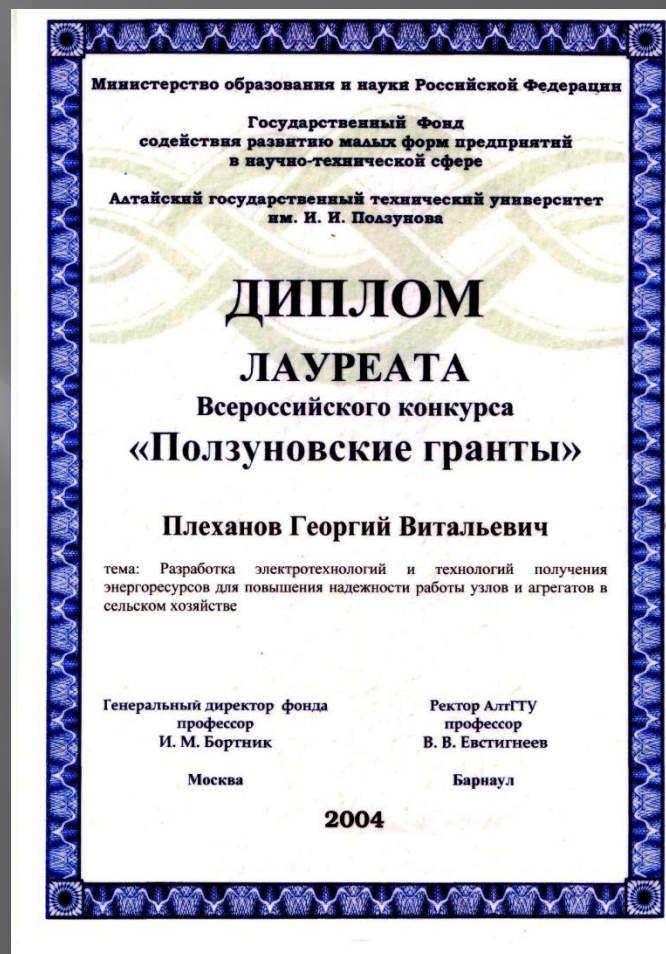 Министерство образования и науки Российской Федерации
Государственный Фонд
содействия развитию малых форм предприятий
в научно-технической сфере
Алтайский государственный технический университет
им. И. И. Ползунова
ДИПЛОМ
ЛАУРЕАТА
Всероссийского конкурса
«Ползуновские гранты»
Плеханов Георгий Витальевич
тема: Разработка электротехнологий и технологий получения
энергоресурсов для повышения надежности работы узлов и агрегатов в
сельском хозяйстве
Генеральный директор фонда
профессор
И. М. Бортник
Москва
Ректор АлтГТУ
профессор
В. В. Евстигнеев
Барнаул
2004